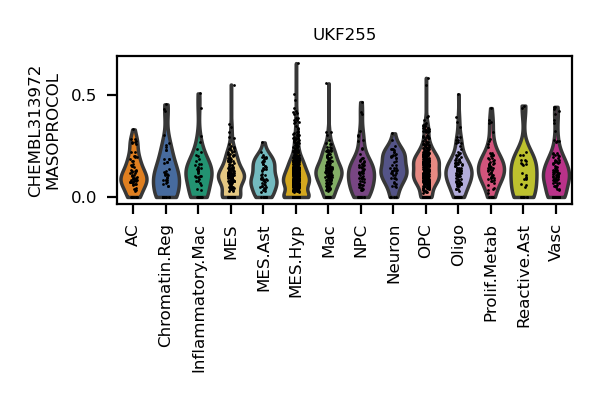 UKF255
CHEMBL313972
MASOPROCOL
0.5
0.0
AC
Chromatin.Reg
Inflammatory.Mac
MES
MES.Ast
MES.Hyp
Mac
NPC
Neuron
OPC
Oligo
Prolif.Metab
Reactive.Ast
Vasc